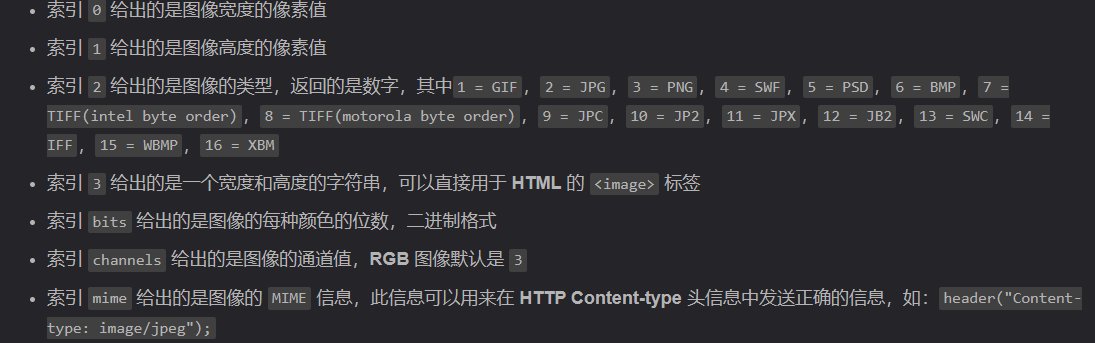 索引 0 给出的是图像宽度的像素值
索引 1 给出的是图像高度的像素值
索引 2 给出的是图像的类型，返回的是数字，其中1 = GIF，2 = JPG，3 = PNG，4 = SWF，5 = PSD，6 = BMP，7 =
TIFF(intel byte order)，8 = TIFF(motorola byte order)，9 = JPC，10 = JP2，11 = JPX，12 = JB2，13 = SWC，14 =
IFF，15 = WBMP，16 = XBM
索引 3 给出的是一个宽度和高度的字符串，可以直接用于 HTML 的 <image> 标签
索引 bits 给出的是图像的每种颜色的位数，二进制格式
索引 channels 给出的是图像的通道值，RGB 图像默认是 3
索引 mime 给出的是图像的 MIME 信息，此信息可以用来在 HTTP Content-type 头信息中发送正确的信息，如：header("Content-
type: image/jpeg");